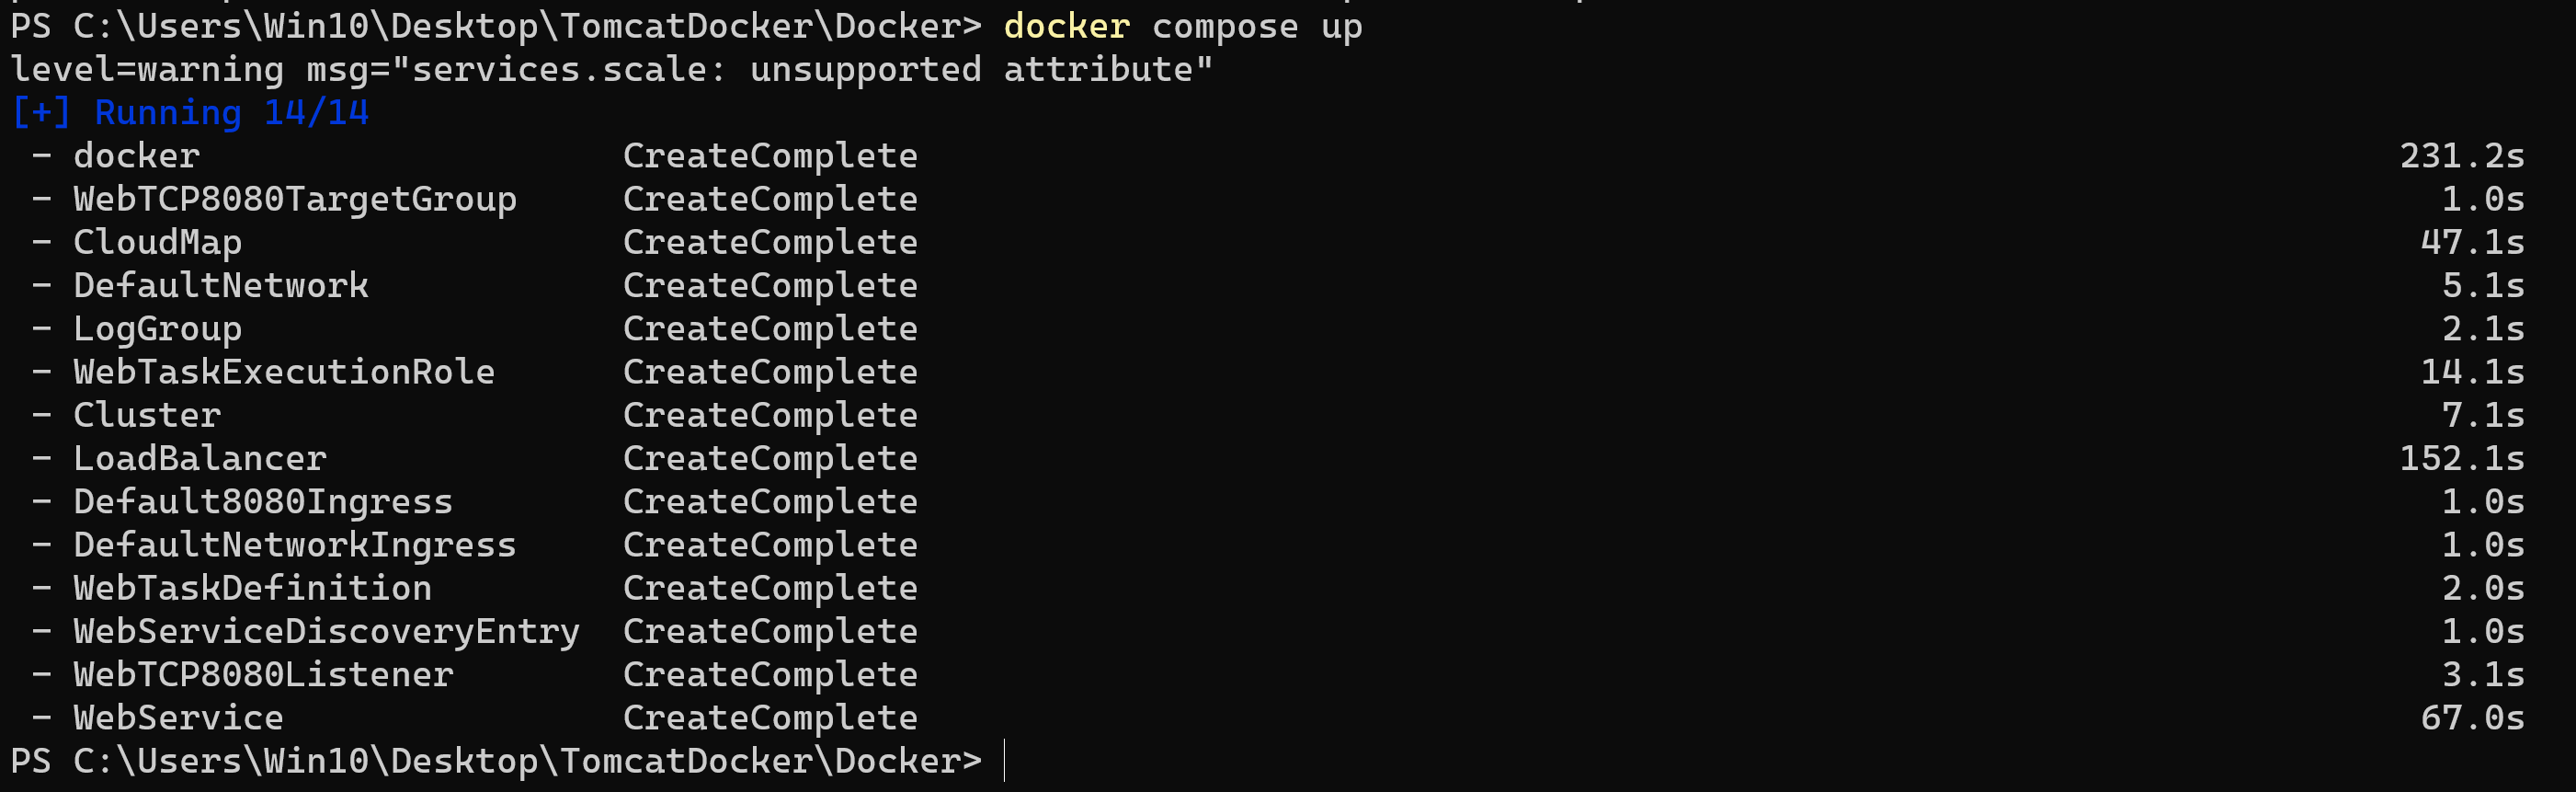 PS C:\Users\Win10\Desktop\TomcatDocker\Docker> docker compose up
level=warning msg="services.scale: unsupported attribute"
[+] Running 14/14
- docker CreateComplete 231.2s
- WebTCP8080TargetGroup CreateComplete 1.0s
- CloudMap CreateComplete 47.1s
- DefaultNetwork CreateComplete 5.1s
- LogGroup CreateComplete 2.1s
- WebTaskExecutionRole CreateComplete 14.1s
- Cluster CreateComplete 7.1s
- LoadBalancer CreateComplete 152.1s
- Default8080Ingress CreateComplete 1.0s
- DefaultNetworkIngress CreateComplete 1.0s
- WebTaskDefinition CreateComplete 2.0s
- WebServiceDiscoveryEntry CreateComplete 1.0s
- WebTCP8080Listener CreateComplete 3.1s
- WebService CreateComplete 67.0s
PS C:\Users\Win10\Desktop\TomcatDocker\Docker>